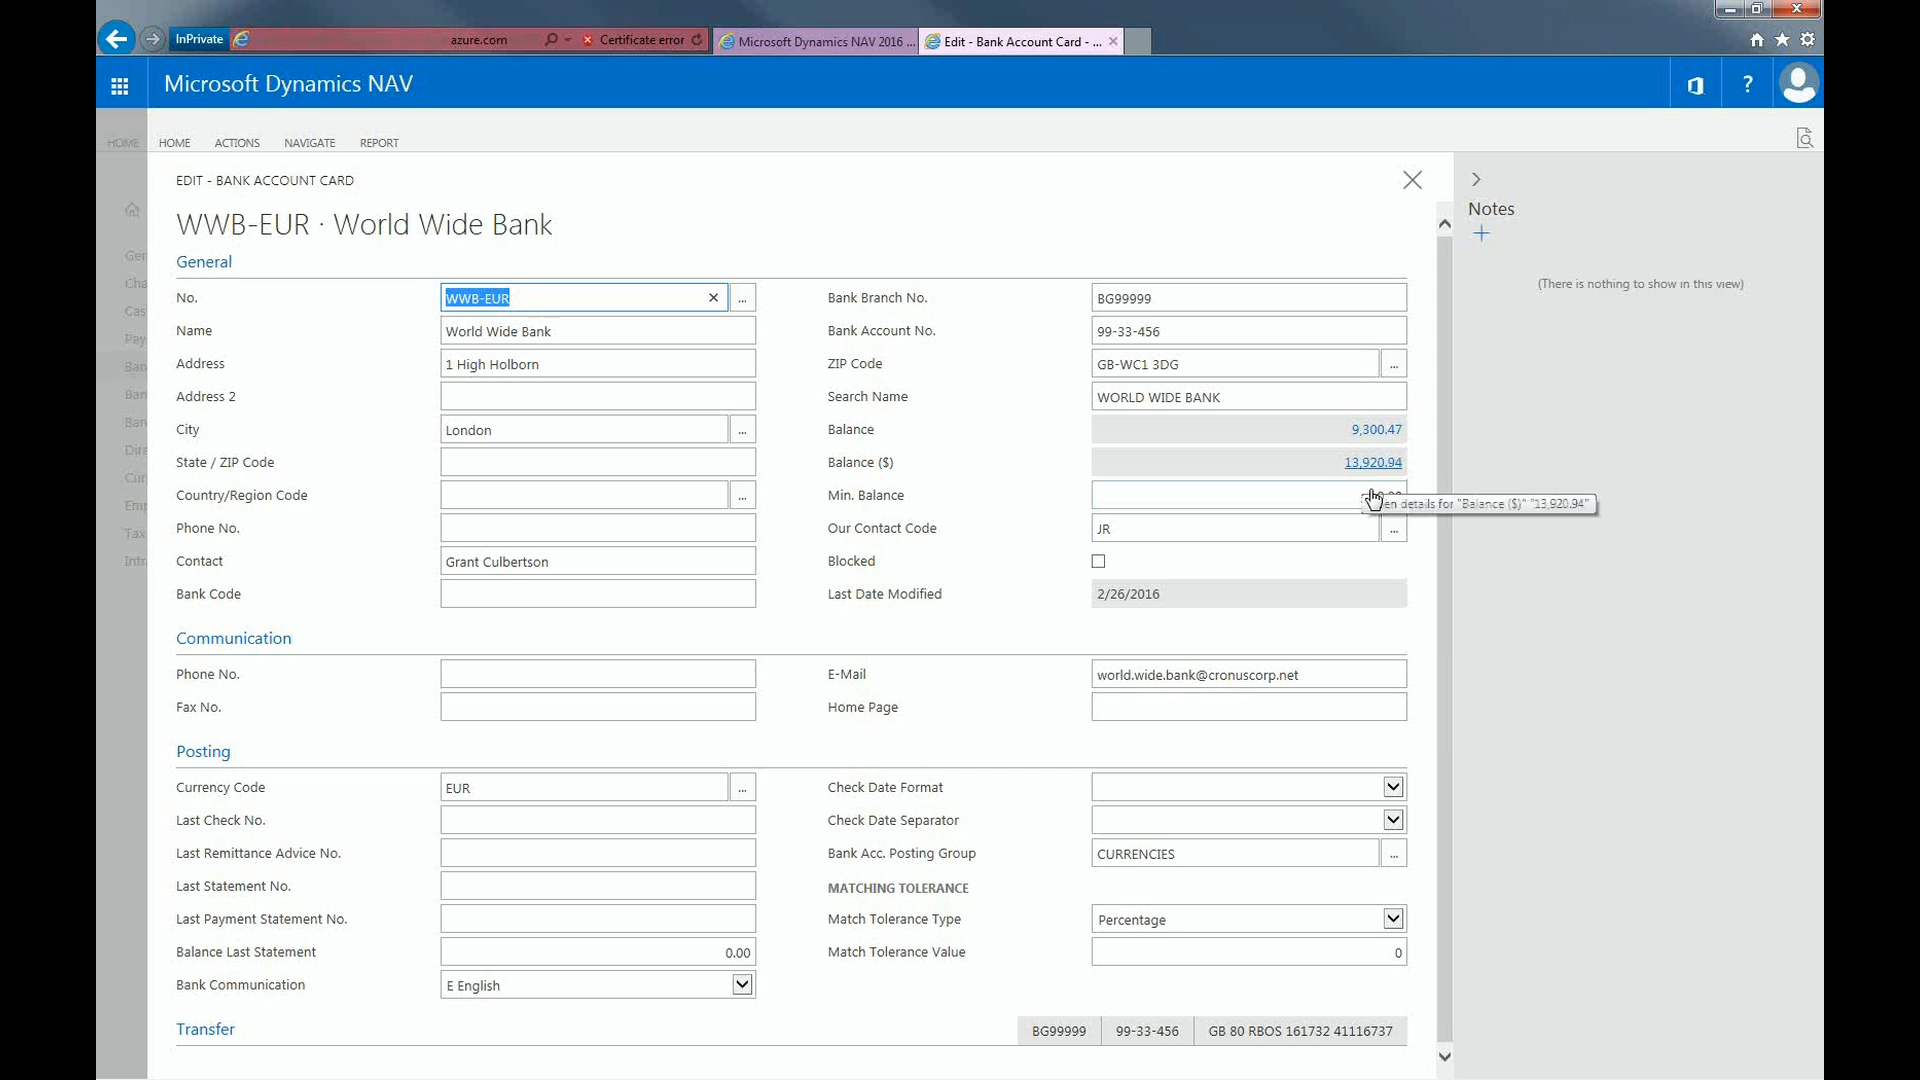 InPrivate azure.com Certificate error Microsoft Dynamics NAV 2016 ... Edit - Bank Account Card - ...
Microsoft Dynamics NAV ?
HOME HOME ACTIONS NAVIGATE REPORT
EDIT - BANK ACCOUNT CARD
WWB-EUR · World Wide Bank
Notes
General
(There is nothing to show in this view)
No. WWB-EUR ... Bank Branch No. BG99999
Name World Wide Bank Bank Account No. 99-33-456
Address 1 High Holborn ZIP Code GB-WC1 3DG ...
Address 2 Search Name WORLD WIDE BANK
City London ... Balance 9,300.47
State / ZIP Code Balance ($) 13,920.94
Country/Region Code ... Min. Balance
details for "Balance ($)" "13,920.94"
Phone No. Our Contact Code JR ...
Contact Grant Culbertson Blocked
Bank Code Last Date Modified 2/26/2016
Communication
Phone No. E-Mail world.wide.bank@cronuscorp.net
Fax No. Home Page
Posting
Currency Code EUR ... Check Date Format
Last Check No. Check Date Separator
Last Remittance Advice No. Bank Acc. Posting Group CURRENCIES ...
Last Statement No. MATCHING TOLERANCE
Last Payment Statement No. Match Tolerance Type Percentage
Balance Last Statement 0.00 Match Tolerance Value 0
Bank Communication E English
Transfer BG99999 99-33-456 GB 80 RBOS 161732 41116737